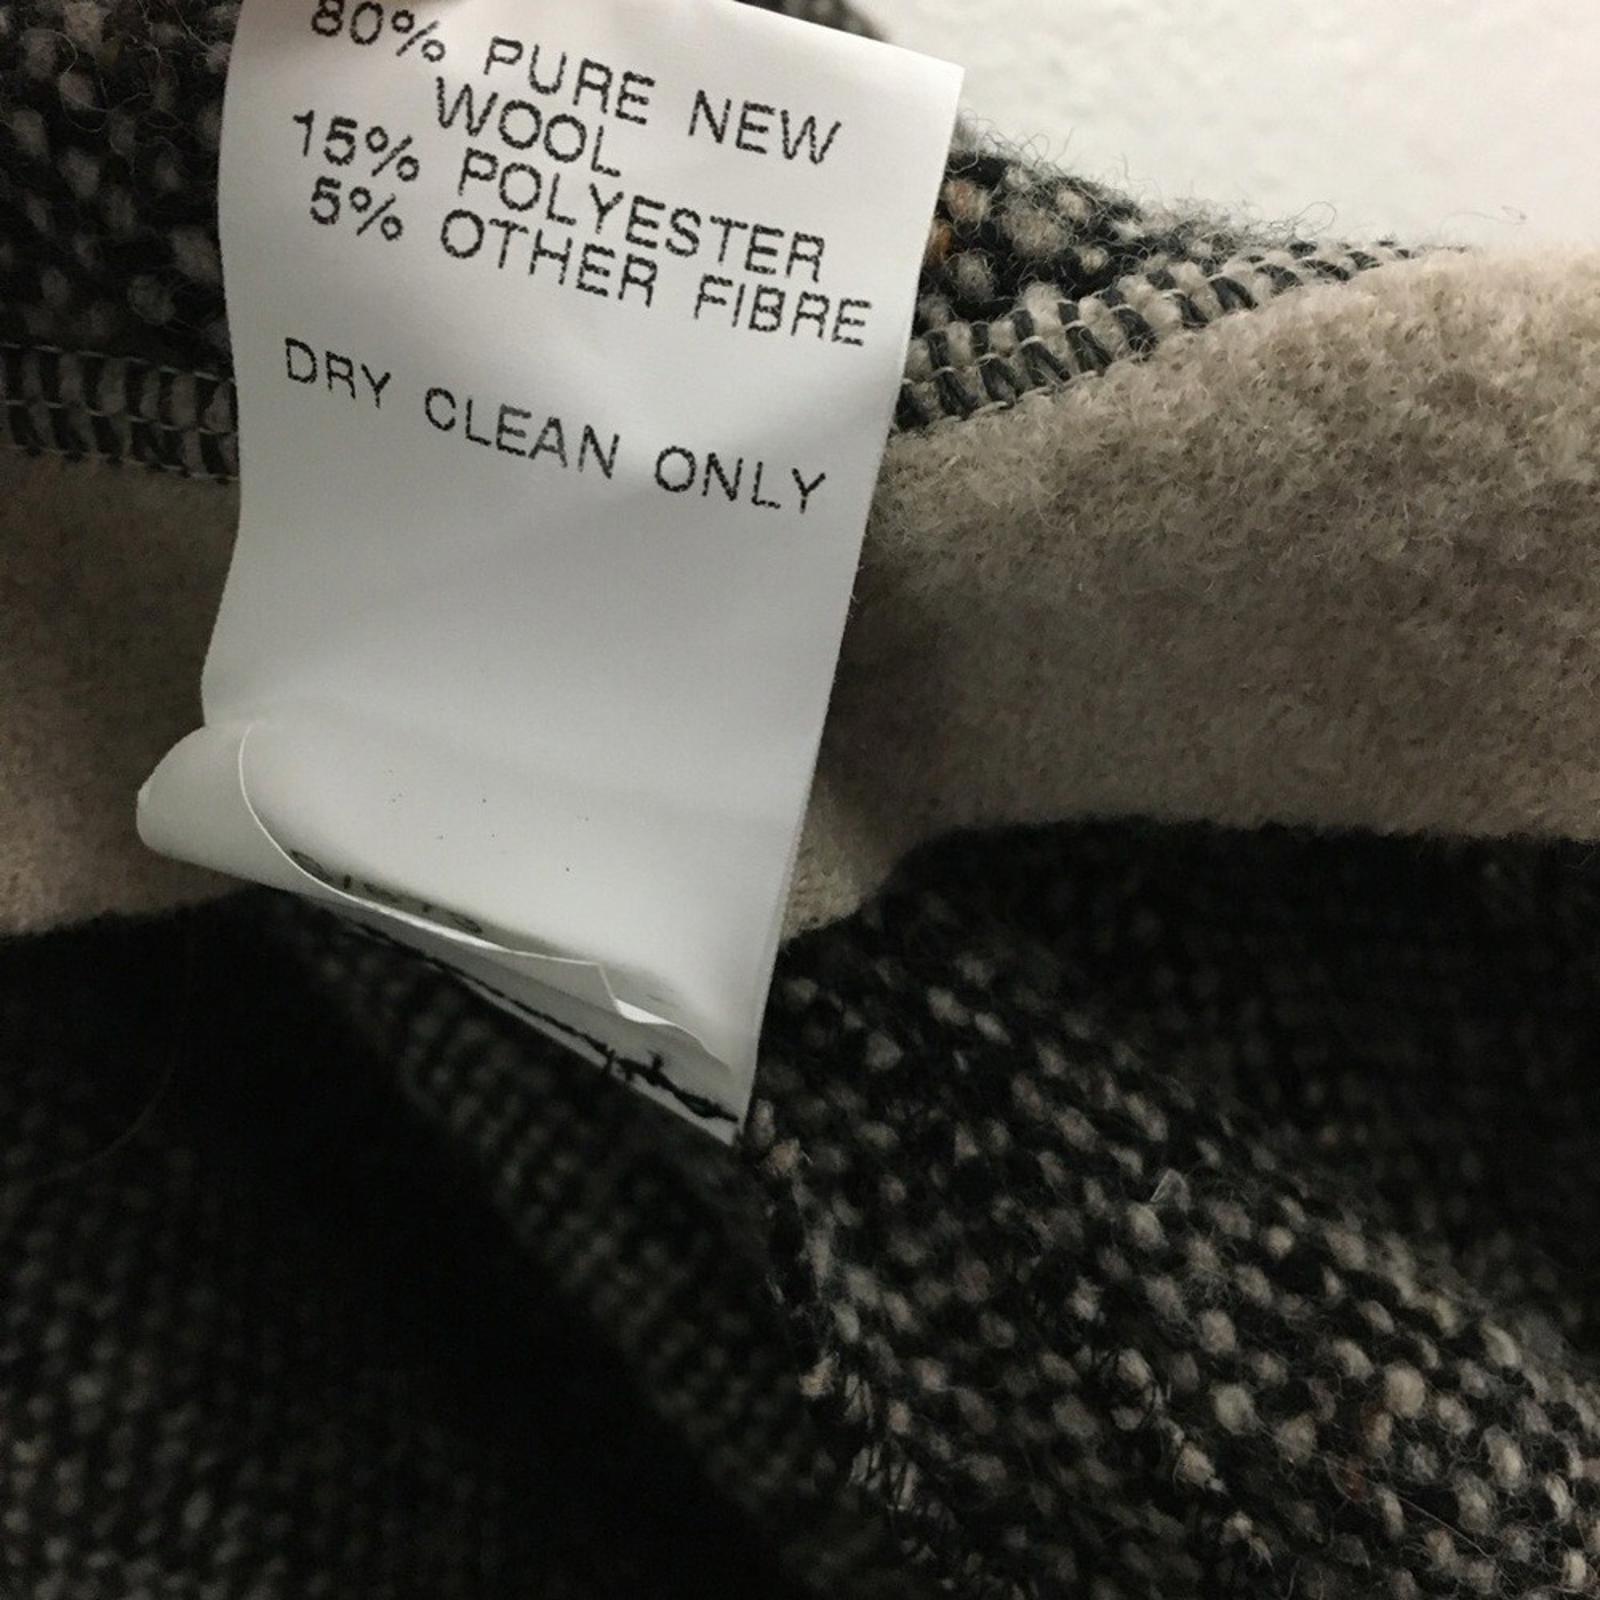 80% PURE NEW
WOOL
15% POLYESTER
5% OTHER FIBRE
DRY CLEAN ONLY